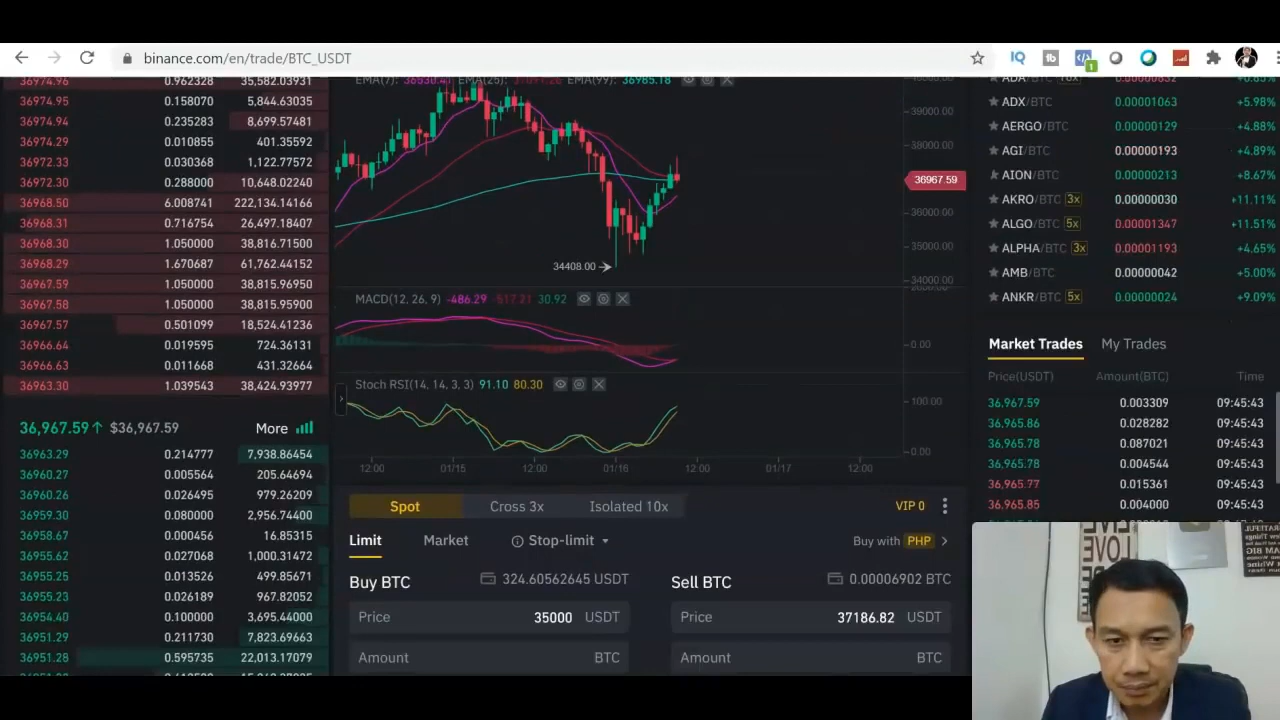 binance.com/en/trade/BTC_USDT
1
36974.96 0.962328 35,582.03931
36974.95 0.158070 5,844.63035
36974.94 0.235283 8,699.57481
36974.29 0.010855 401.35592
36972.33 0.030368 1,122.77562
36972.30 0.288000 10,648.02240
36968.50 6.008741 222,134.14166
36968.31 0.716754 26,497.18407
36968.30 1.050000 38,816.71500
36968.29 1.670687 61,762.44152
36967.59 1.050000 38,815.96950
36967.58 1.050000 38,815.95900
36967.57 0.501099 18,524.41236
36966.64 0.019595 724.36131
36966.63 0.011668 431.32664
36963.30 1.039543 38,424.93977
36,967.59↑ $36,967.59 More
36963.29 0.214777 7,938.86454
36960.27 0.005564 205.64694
36960.26 0.026495 979.26209
36959.30 0.080000 2,956.74400
36958.67 0.000456 16.85315
36955.62 0.027068 1,000.31472
36955.25 0.013526 499.85671
36955.23 0.026189 967.82052
36954.40 0.100000 3,695.44000
36951.29 0.211730 7,823.69663
36951.28 0.595735 22,013.17079
EMA(7): EMA(25): EMA(99): 36985.18
39000.00
38000.00
36967.59
36000.00
35000.00
34000.00
34408.00
MACD(12, 26, 9) -486.29 -517.21 30.92
0.00
Stoch RSI(14, 14, 3, 3) 91.10 80.30
100.00
0.00
12:00 01/15 12:00 01/16 12:00 01/17 12:00
Spot Cross 3x Isolated 10x VIP 0
Limit Market Stop-limit Buy with PHP
Buy BTC 324.60562645 USDT
Price 35000 USDT
Amount BTC
Sell BTC 0.00006902 BTC
Price 37186.82 USDT
Amount BTC
ADX/BTC 0.00001063 +5.98%
AERGO/BTC 0.00000129 +4.88%
AGI/BTC 0.00000193 +4.89%
AION/BTC 0.00000213 +8.67%
AKRO/BTC 3x 0.00000030 +11.11%
ALGO/BTC 5x 0.00001347 +11.51%
ALPHA/BTC 3x 0.00001193 +4.65%
AMB/BTC 0.00000042 +5.00%
ANKR/BTC 5x 0.00000024 +9.09%
Market Trades My Trades
Price(USDT) Amount(BTC) Time
36,967.59 0.003309 09:45:43
36,965.86 0.028282 09:45:43
36,965.78 0.087021 09:45:43
36,965.78 0.004544 09:45:43
36,965.77 0.015361 09:45:43
36,965.85 0.004000 09:45:43
LIVE
LOVE